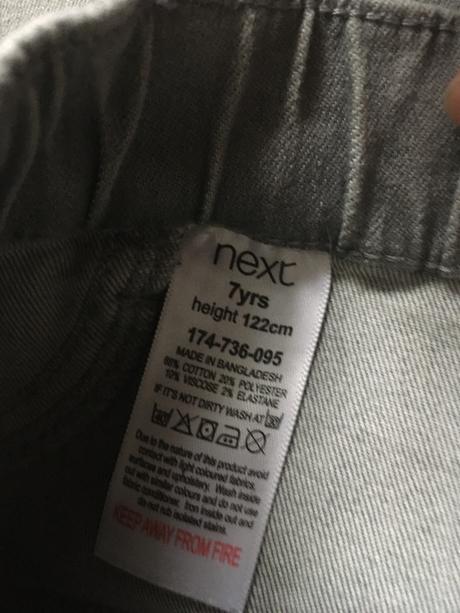 next
7yrs
height 122cm
174-736-095
MADE IN BANGLADESH
68% COTTON 20% POLYESTER
10% VISCOSE 2% ELASTANE
IF IT'S NOT DIRTY WASH AT 30
Due to the nature of this product avoid
contact with light coloured fabrics,
surfaces and upholstery. Wash inside
out with similar colours and do not use
fabric conditioner. Iron inside out and
do not rub isolated stains.
KEEP AWAY FROM FIRE